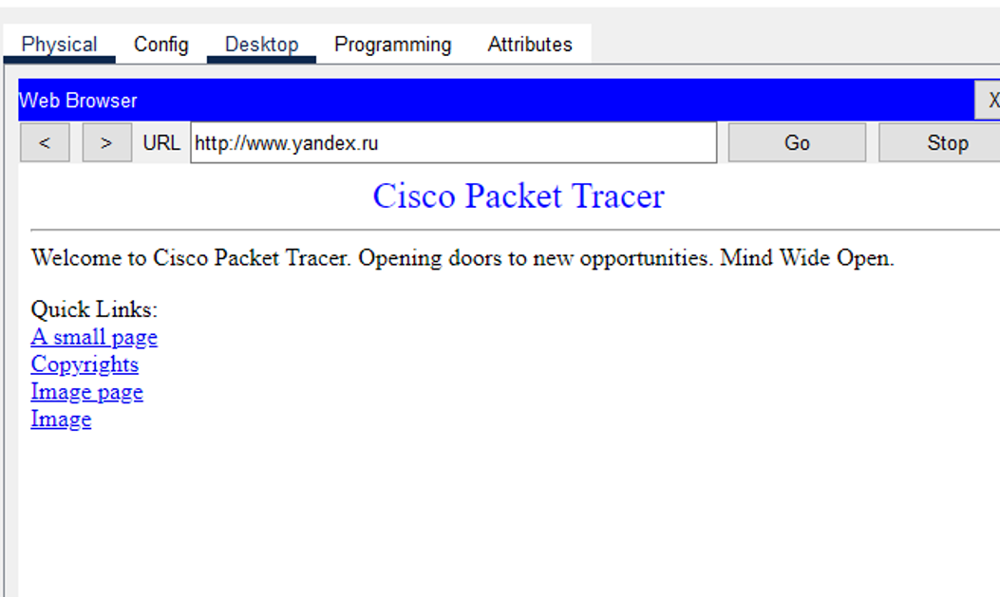 Physical Config Desktop Programming Attributes
Web Browser X
< > URL http://www.yandex.ru Go Stop
Cisco Packet Tracer
Welcome to Cisco Packet Tracer. Opening doors to new opportunities. Mind Wide Open.
Quick Links:
A small page
Copyrights
Image page
Image